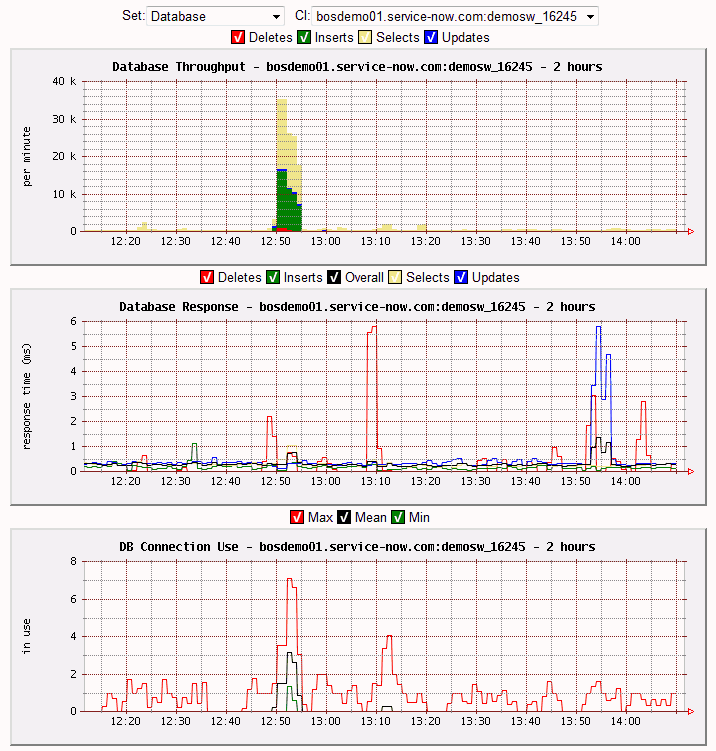 Set: Database CI: bosdemo01.service-now.com:demosw_16245
Deletes Inserts Selects Updates
Database Throughput - bosdemo01.service-now.com:demosw_16245 - 2 hours
per minute
40 k
30 k
20 k
10 k
0
12:20 12:30 12:40 12:50 13:00 13:10 13:20 13:30 13:40 13:50 14:00
Deletes Inserts Overall Selects Updates
Database Response - bosdemo01.service-now.com:demosw_16245 - 2 hours
response time (ms)
6
5
4
3
2
1
0
12:20 12:30 12:40 12:50 13:00 13:10 13:20 13:30 13:40 13:50 14:00
Max Mean Min
DB Connection Use - bosdemo01.service-now.com:demosw_16245 - 2 hours
in use
8
6
4
2
0
12:20 12:30 12:40 12:50 13:00 13:10 13:20 13:30 13:40 13:50 14:00